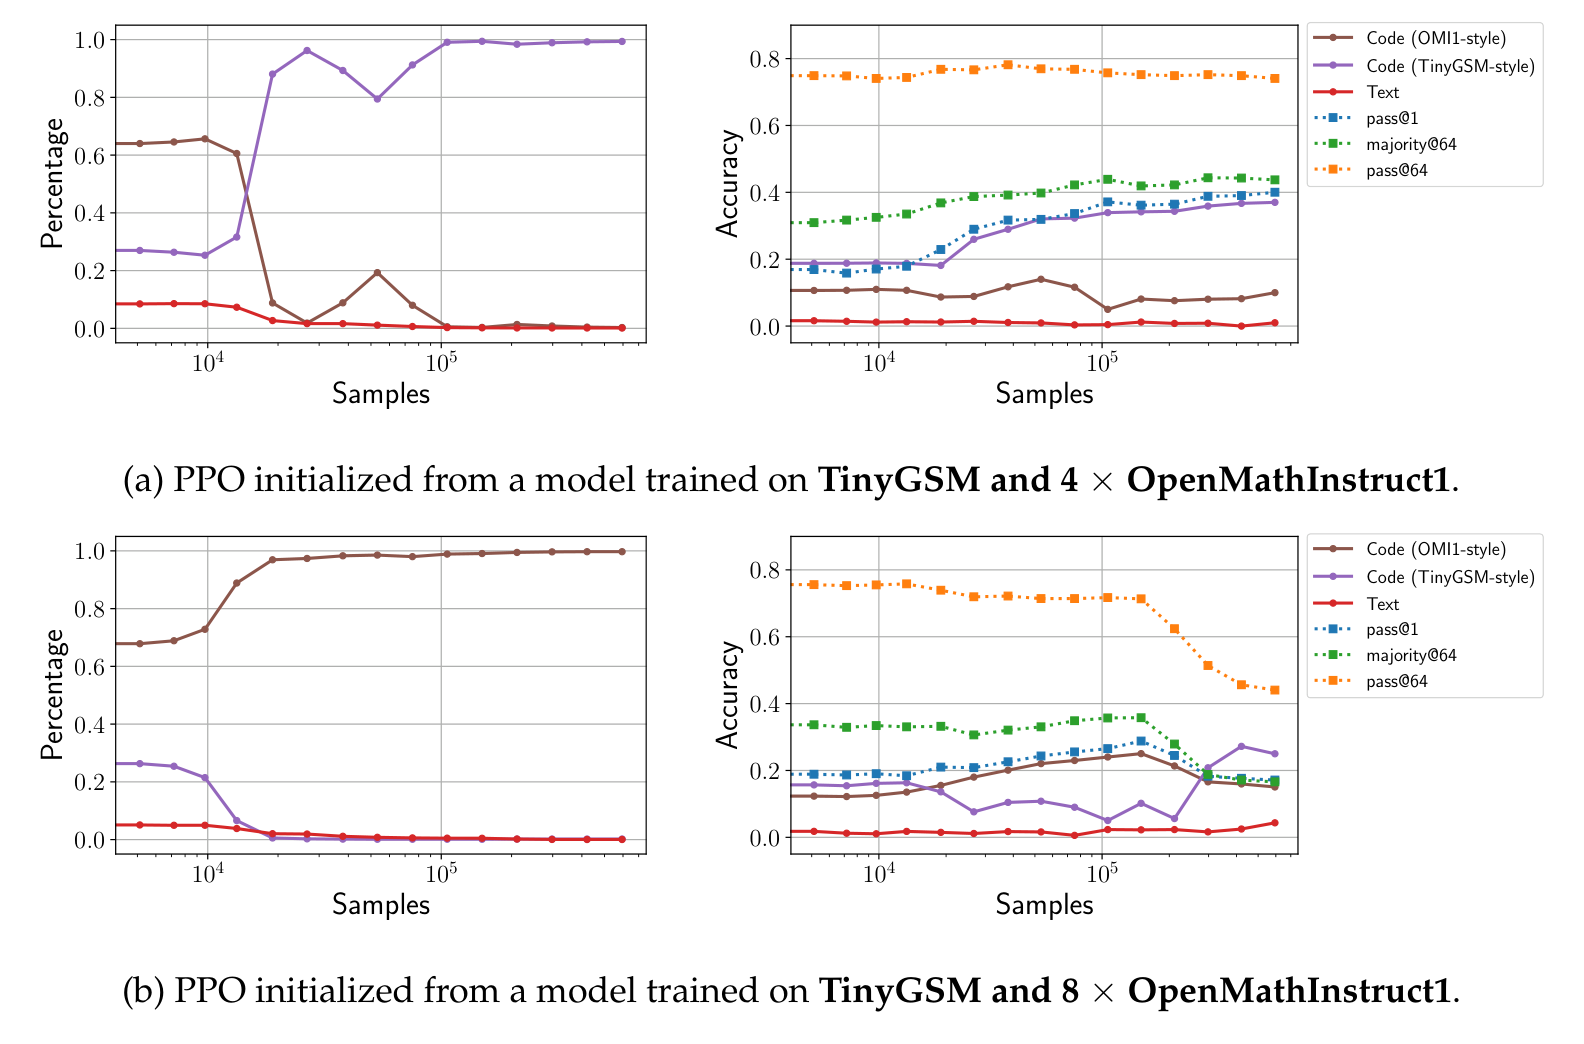 1.0
0.8
0.6
0.4
0.2
0.0
Percentage
10^4
10^5
Samples
0.8
0.6
0.4
0.2
0.0
Accuracy
10^4
10^5
Samples
Code (OMI1-style)
Code (TinyGSM-style)
Text
pass@1
majority@64
pass@64
(a) PPO initialized from a model trained on TinyGSM and 4 × OpenMathInstruct1.
1.0
0.8
0.6
0.4
0.2
0.0
Percentage
10^4
10^5
Samples
0.8
0.6
0.4
0.2
0.0
Accuracy
10^4
10^5
Samples
Code (OMI1-style)
Code (TinyGSM-style)
Text
pass@1
majority@64
pass@64
(b) PPO initialized from a model trained on TinyGSM and 8 × OpenMathInstruct1.